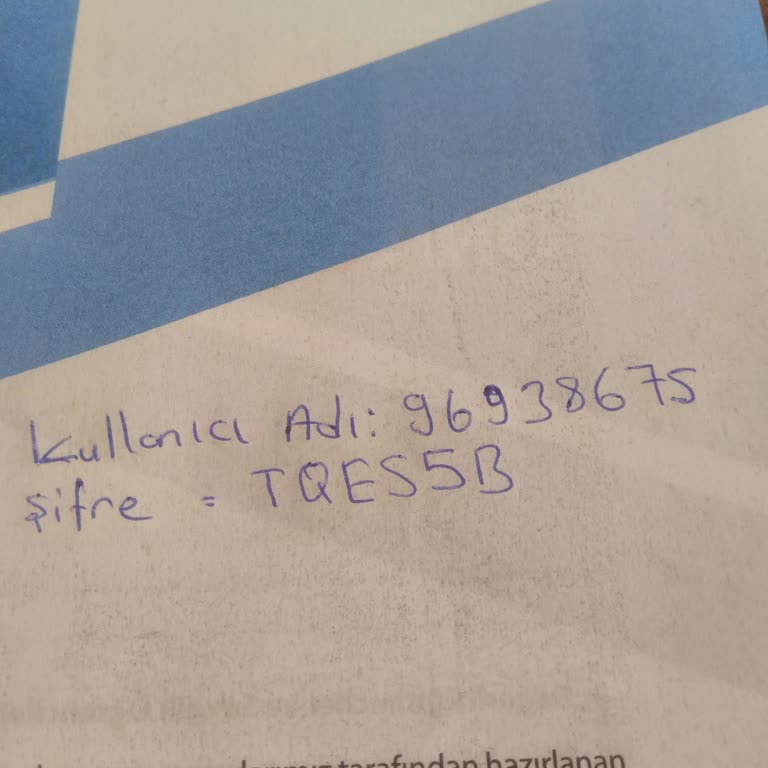 Kullanıcı Adı: 96938675
Şifre = TQES5B
tarafından hazırlanan